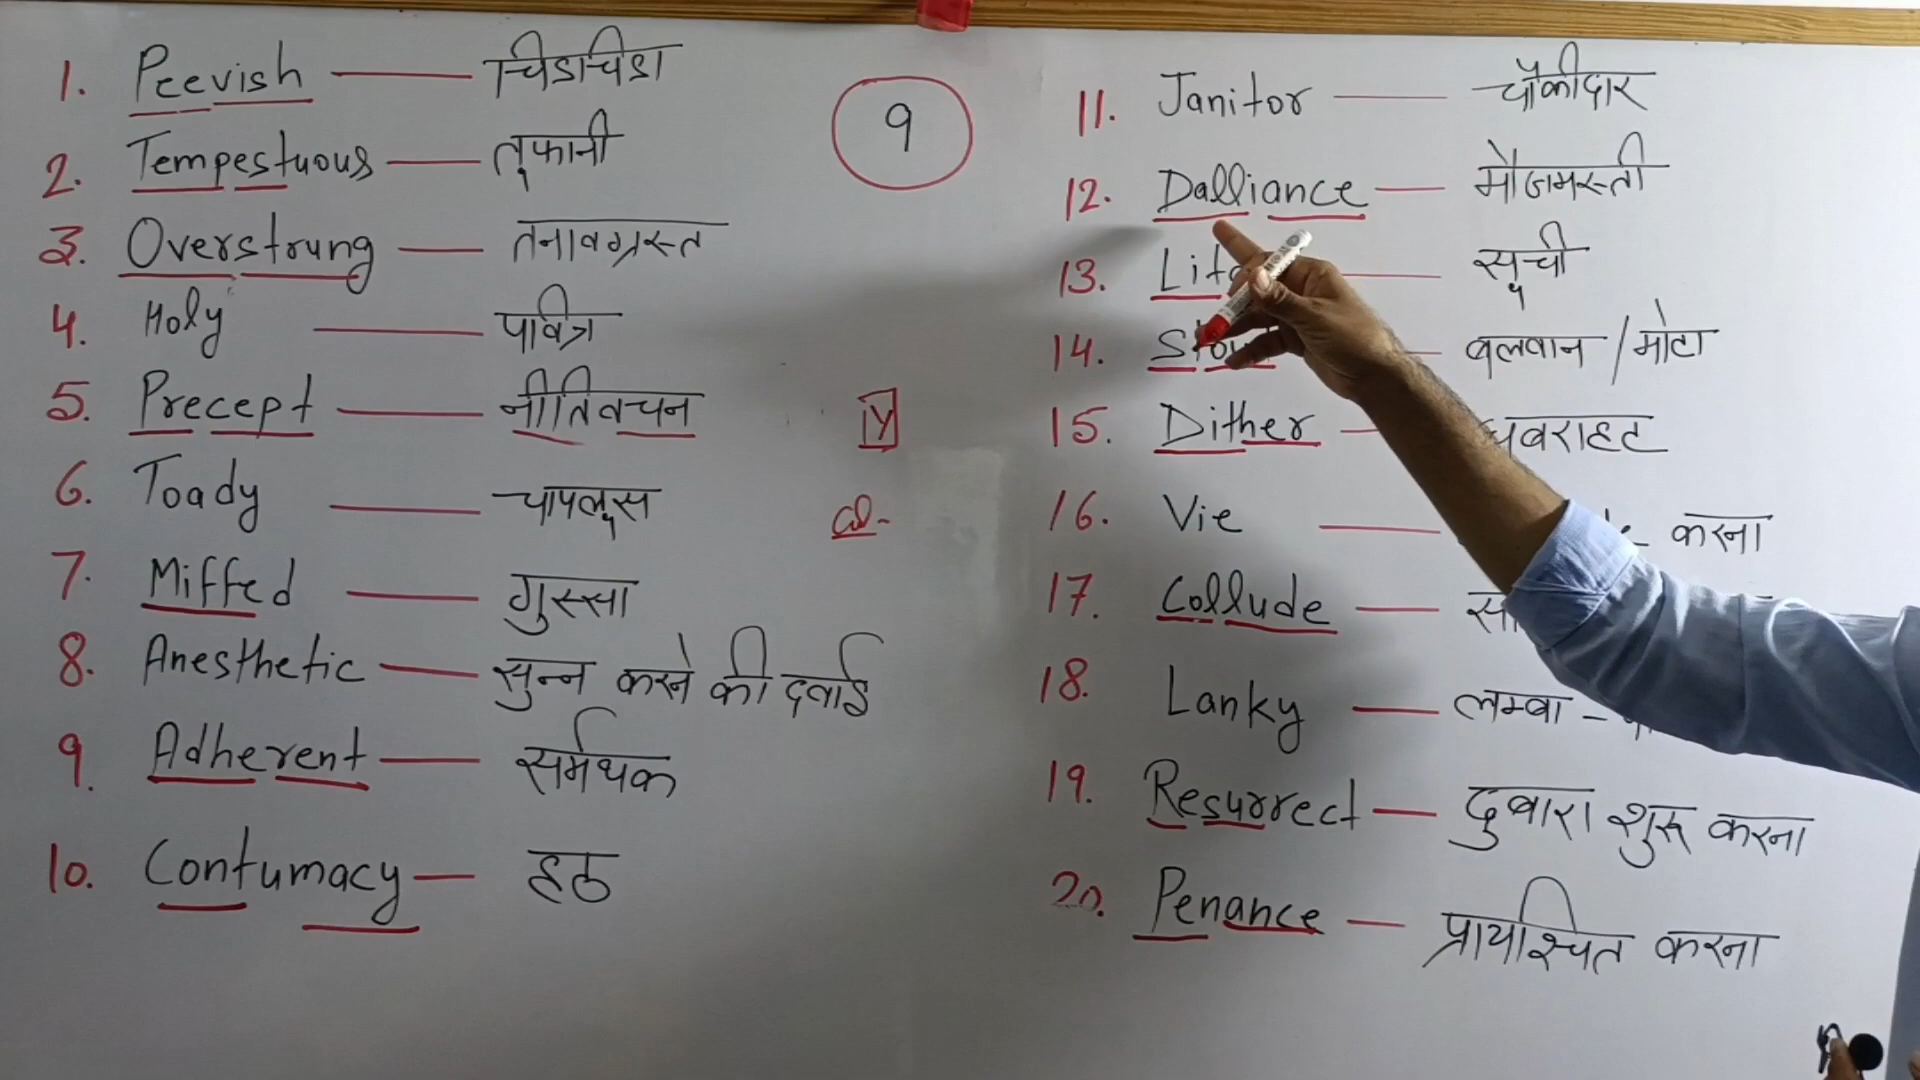 1. Peevish — चिडचिडा
2. Tempestuous — तूफानी
3. Overstrung — तनावग्रस्त
4. Holy — पवित्र
5. Precept — नीतिवचन
6. Toady — चापलूस
7. Miffed — गुस्सा
8. Anesthetic — सुन्न करने की दवाई
9. Adherent — समर्थक
10. Contumacy — हठ
9
Y
11. Janitor — चौकीदार
12. Dalliance — मौजमस्ती
13. — सूची
14. — बलवान / मोटा
15. Dither —
16. Vie — करना
17. Collude —
18. Lanky — लम्बा -
19. Resurrect — दुबारा शुरू करना
20. Penance — प्रायश्चित करना